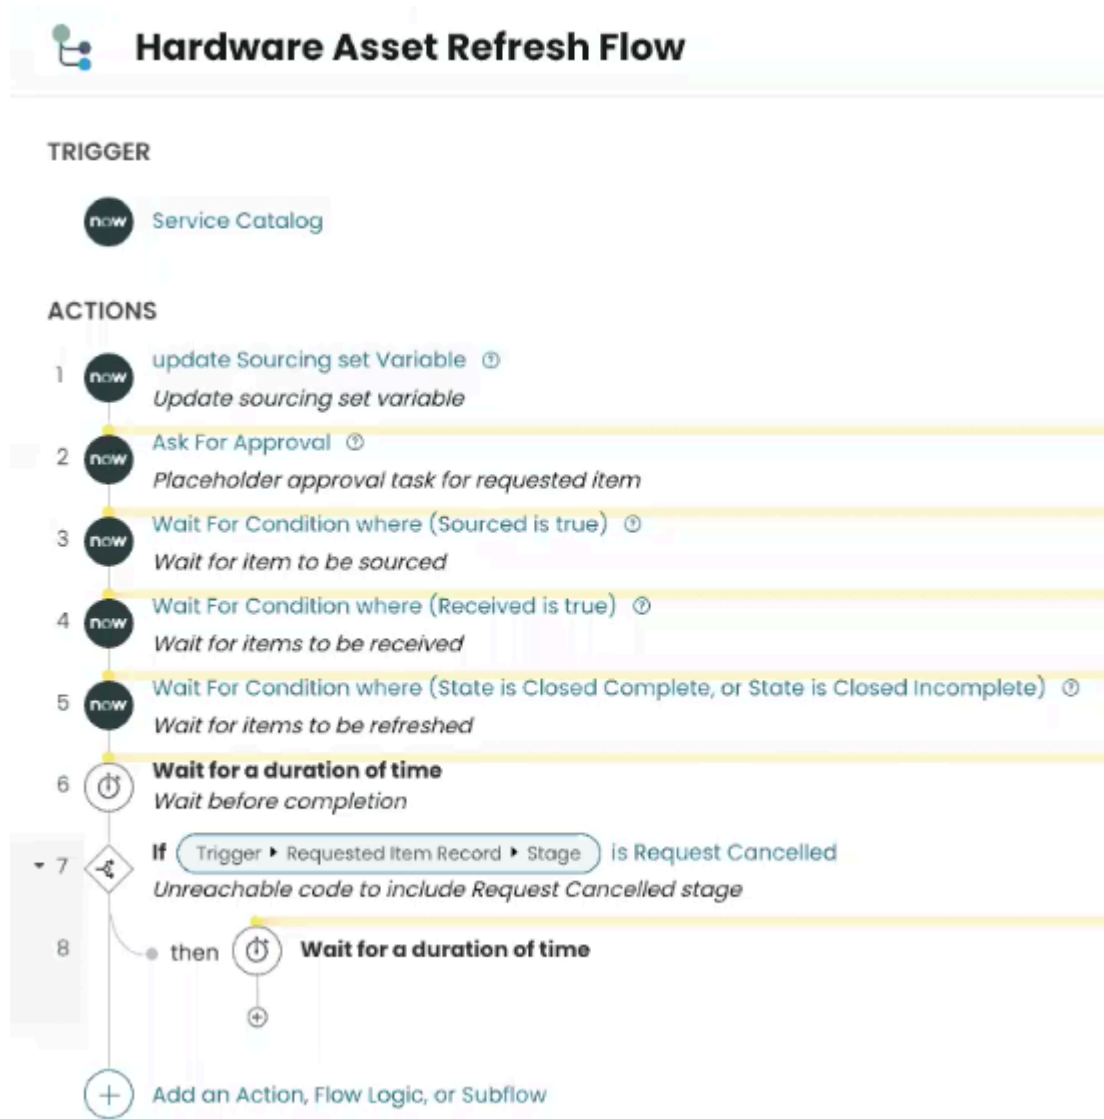 Hardware Asset Refresh Flow
TRIGGER
now Service Catalog
ACTIONS
1 now update Sourcing set Variable ?
Update sourcing set variable
2 now Ask For Approval ?
Placeholder approval task for requested item
3 now Wait For Condition where (Sourced is true) ?
Wait for item to be sourced
4 now Wait For Condition where (Received is true) ?
Wait for items to be received
5 now Wait For Condition where (State is Closed Complete, or State is Closed Incomplete) ?
Wait for items to be refreshed
6 Wait for a duration of time
Wait before completion
7 If Trigger ▸ Requested Item Record ▸ Stage is Request Cancelled
Unreachable code to include Request Cancelled stage
8 then Wait for a duration of time
Add an Action, Flow Logic, or Subflow